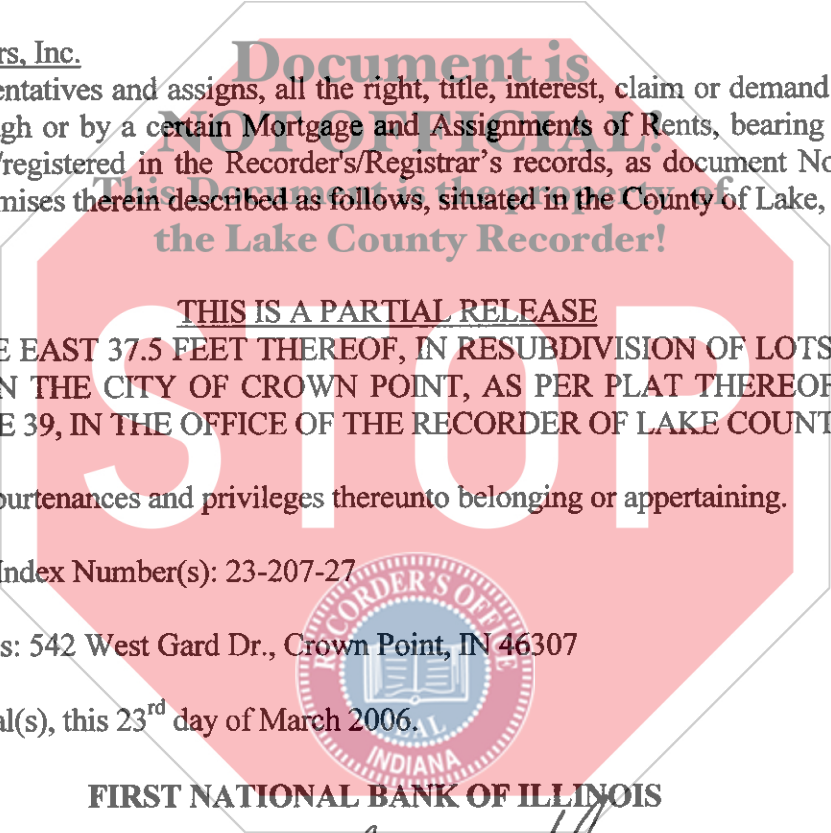 rs, Inc.
Document is
entatives and assigns, all the right, title, interest, claim or demand
NOT OFFICIAL!
gh or by a certain Mortgage and Assignments of Rents, bearing
/registered in the Recorder's/Registrar's records, as document No
This Document is the property of
mises therein described as follows, situated in the County of Lake,
the Lake County Recorder!
THIS IS A PARTIAL RELEASE
STOP
E EAST 37.5 FEET THEREOF, IN RESUBDIVISION OF LOTS
N THE CITY OF CROWN POINT, AS PER PLAT THEREOF
E 39, IN THE OFFICE OF THE RECORDER OF LAKE COUNT
ourtenances and privileges thereunto belonging or appertaining.
Index Number(s): 23-207-27
RECORDER'S OFFICE
s: 542 West Gard Dr., Crown Point, IN 46307
al(s), this 23rd day of March 2006.
SEAL
INDIANA
FIRST NATIONAL BANK OF ILLINOIS